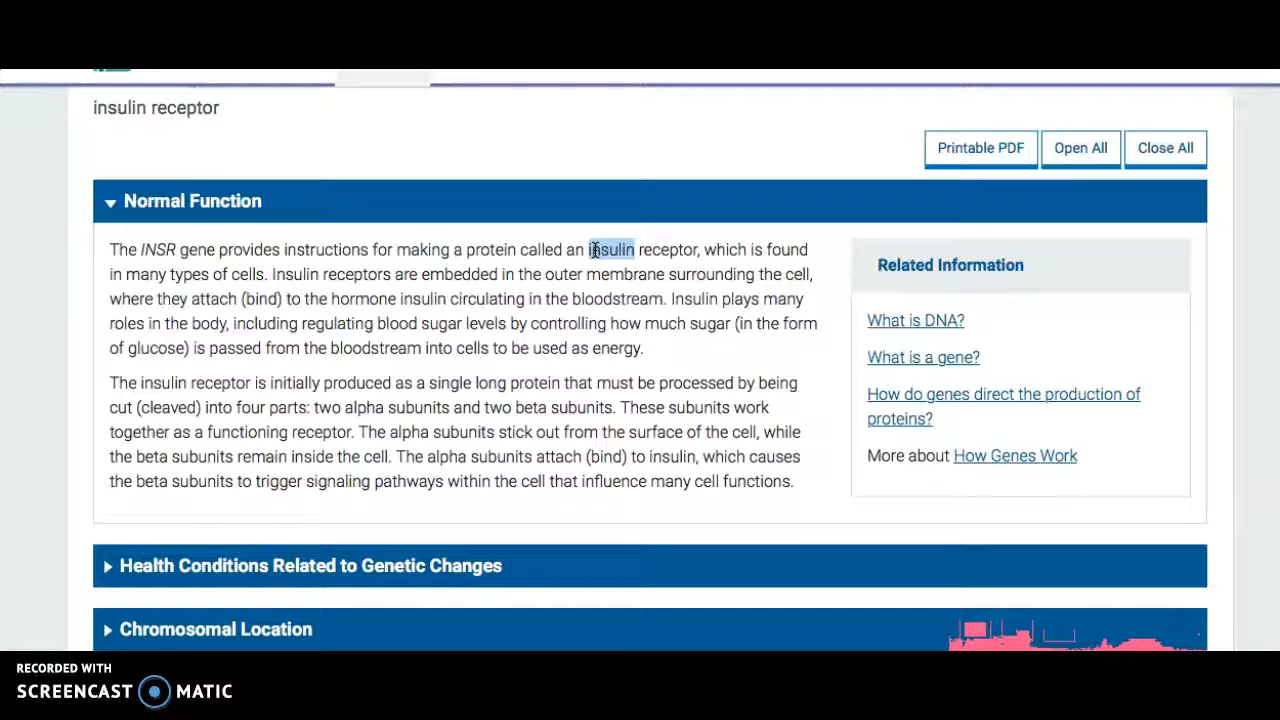 insulin receptor
Printable PDF
Open All
Close All
Normal Function
The INSR gene provides instructions for making a protein called an insulin receptor, which is found
in many types of cells. Insulin receptors are embedded in the outer membrane surrounding the cell,
where they attach (bind) to the hormone insulin circulating in the bloodstream. Insulin plays many
roles in the body, including regulating blood sugar levels by controlling how much sugar (in the form
of glucose) is passed from the bloodstream into cells to be used as energy.
The insulin receptor is initially produced as a single long protein that must be processed by being
cut (cleaved) into four parts: two alpha subunits and two beta subunits. These subunits work
together as a functioning receptor. The alpha subunits stick out from the surface of the cell, while
the beta subunits remain inside the cell. The alpha subunits attach (bind) to insulin, which causes
the beta subunits to trigger signaling pathways within the cell that influence many cell functions.
Related Information
What is DNA?
What is a gene?
How do genes direct the production of
proteins?
More about How Genes Work
Health Conditions Related to Genetic Changes
Chromosomal Location
RECORDED WITH
SCREENCAST MATIC